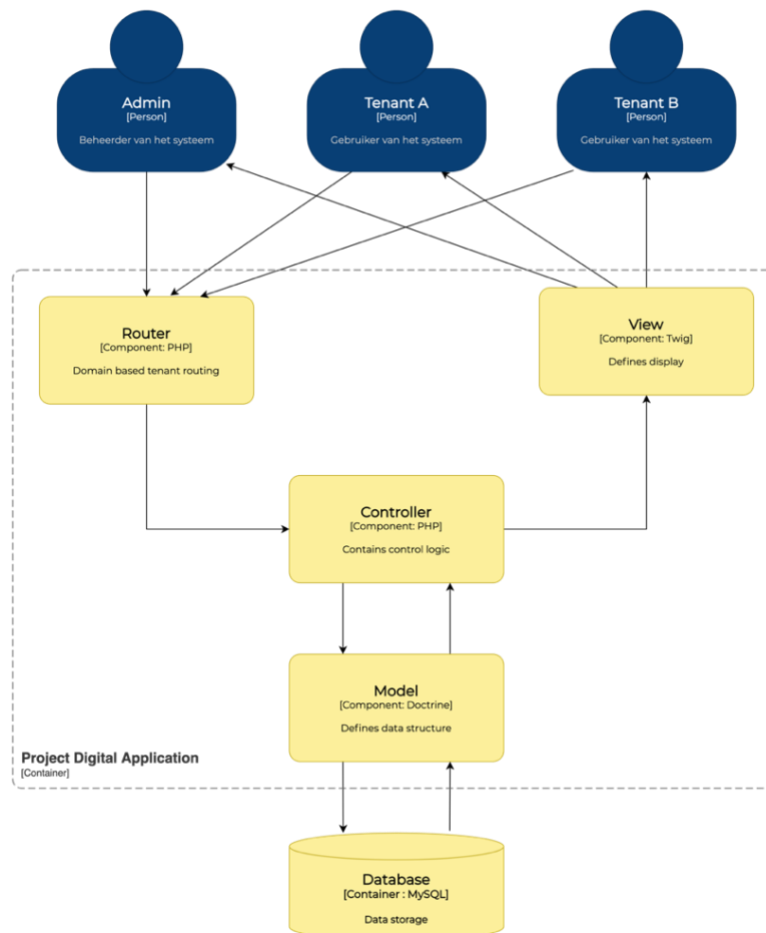 Admin
[Person]
Beheerder van het systeem
Tenant A
[Person]
Gebruiker van het systeem
Tenant B
[Person]
Gebruiker van het systeem
Router
[Component: PHP]
Domain based tenant routing
View
[Component: Twig]
Defines display
Controller
[Component: PHP]
Contains control logic
Model
[Component: Doctrine]
Defines data structure
Project Digital Application
[Container]
Database
[Container : MySQL]
Data storage